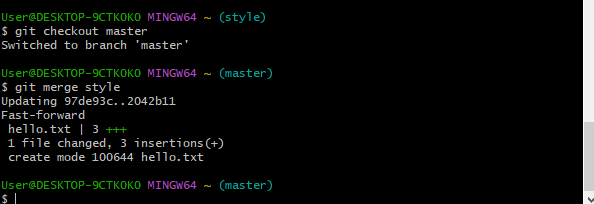 User@DESKTOP-9CTKOKO MINGW64 ~ (style)
$ git checkout master
Switched to branch 'master'
User@DESKTOP-9CTKOKO MINGW64 ~ (master)
$ git merge style
Updating 97de93c..2042b11
Fast-forward
 hello.txt | 3 +++
 1 file changed, 3 insertions(+)
 create mode 100644 hello.txt
User@DESKTOP-9CTKOKO MINGW64 ~ (master)
$